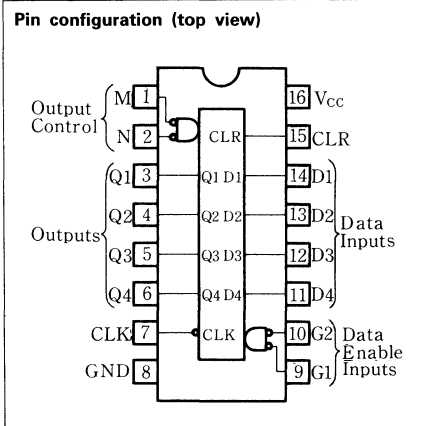 Pin configuration (top view)
Output
Control
M 1
N 2
16 VCC
15 CLR
CLR
Outputs
Q1 3
Q2 4
Q3 5
Q4 6
Q1 D1
Q2 D2
Q3 D3
Q4 D4
14 D1
13 D2
12 D3
11 D4
Data
Inputs
CLK 7
GND 8
CLK
10 G2
9 G1
Data
Enable
Inputs